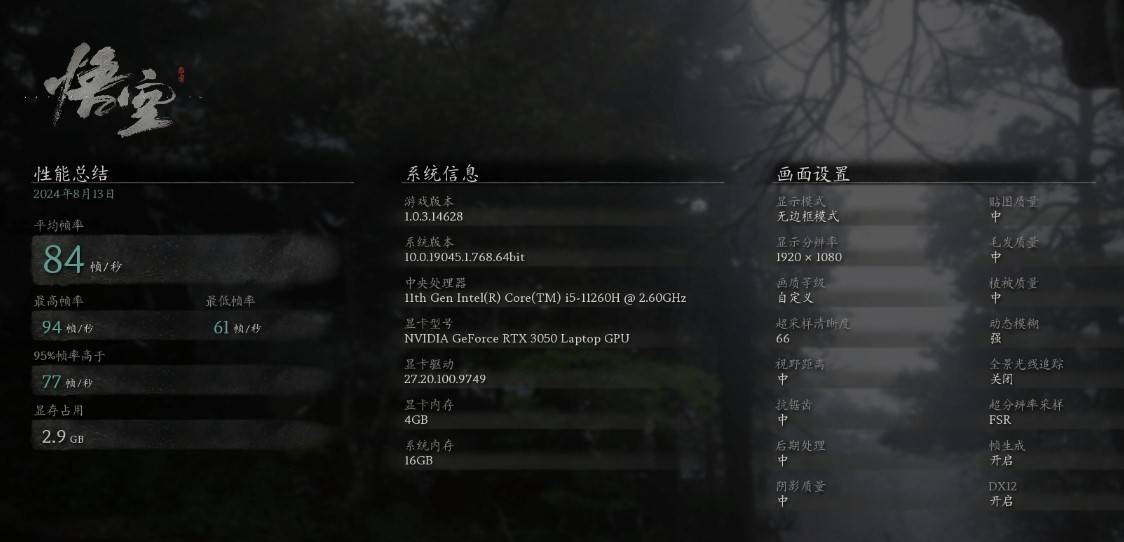 悟空
性能总结
2024年8月13日
平均帧率
84 帧/秒
最高帧率 最低帧率
94 帧/秒 61 帧/秒
95%帧率高于
77 帧/秒
显存占用
2.9 GB
系统信息
游戏版本
1.0.3.14628
系统版本
10.0.19045.1.768.64bit
中央处理器
11th Gen Intel(R) Core(TM) i5-11260H @ 2.60GHz
显卡型号
NVIDIA GeForce RTX 3050 Laptop GPU
显卡驱动
27.20.100.9749
显卡内存
4GB
系统内存
16GB
画面设置
显示模式
无边框模式
显示分辨率
1920 × 1080
画质等级
自定义
超采样清晰度
66
视野距离
中
抗锯齿
中
后期处理
中
阴影质量
中
贴图质量
中
毛发质量
中
植被质量
中
动态模糊
强
全景光线追踪
关闭
超分辨率采样
FSR
帧生成
开启
DX12
开启